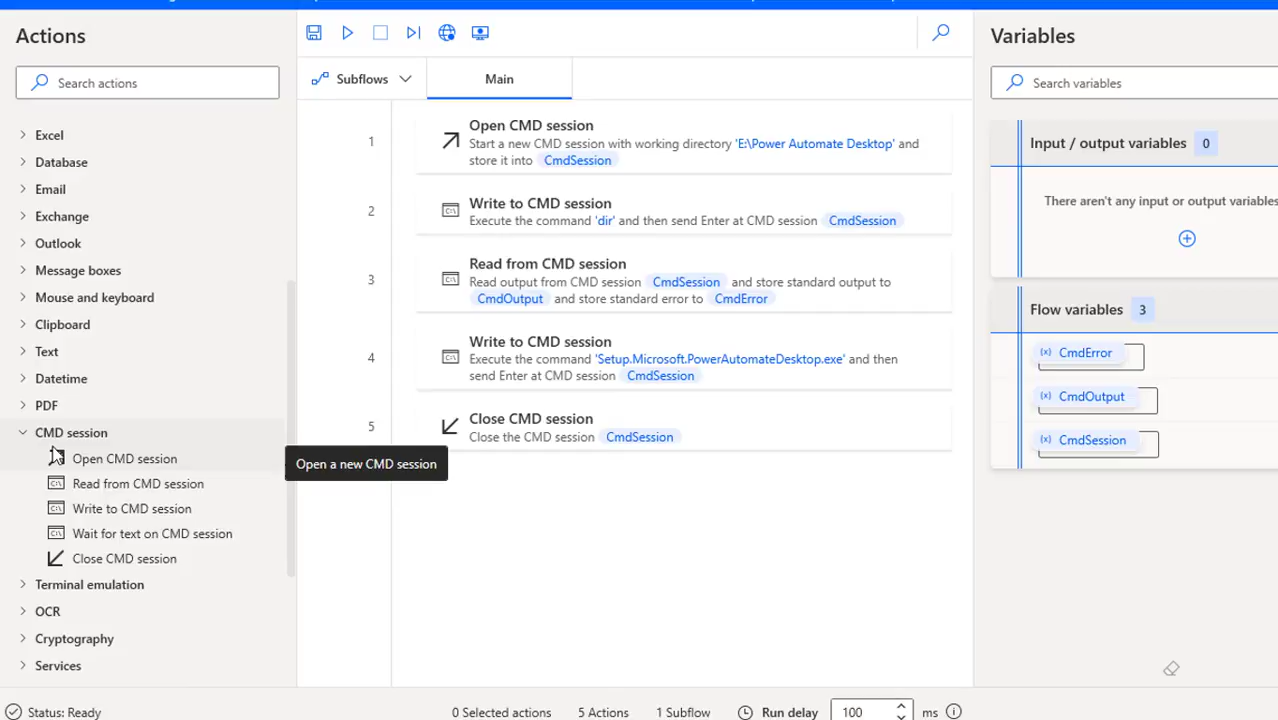 Actions
Search actions
Excel
Database
Email
Exchange
Outlook
Message boxes
Mouse and keyboard
Clipboard
Text
Datetime
PDF
CMD session
Open CMD session
Read from CMD session
Write to CMD session
Wait for text on CMD session
Close CMD session
Terminal emulation
OCR
Cryptography
Services
Open a new CMD session
Subflows
Main
1
Open CMD session
Start a new CMD session with working directory 'E:\Power Automate Desktop' and
store it into CmdSession
2
Write to CMD session
Execute the command 'dir' and then send Enter at CMD session CmdSession
3
Read from CMD session
Read output from CMD session CmdSession and store standard output to
CmdOutput and store standard error to CmdError
4
Write to CMD session
Execute the command 'Setup.Microsoft.PowerAutomateDesktop.exe' and then
send Enter at CMD session CmdSession
5
Close CMD session
Close the CMD session CmdSession
Variables
Search variables
Input / output variables 0
There aren't any input or output variables
Flow variables 3
(x) CmdError
(x) CmdOutput
(x) CmdSession
Status: Ready
0 Selected actions
5 Actions
1 Subflow
Run delay
100
ms